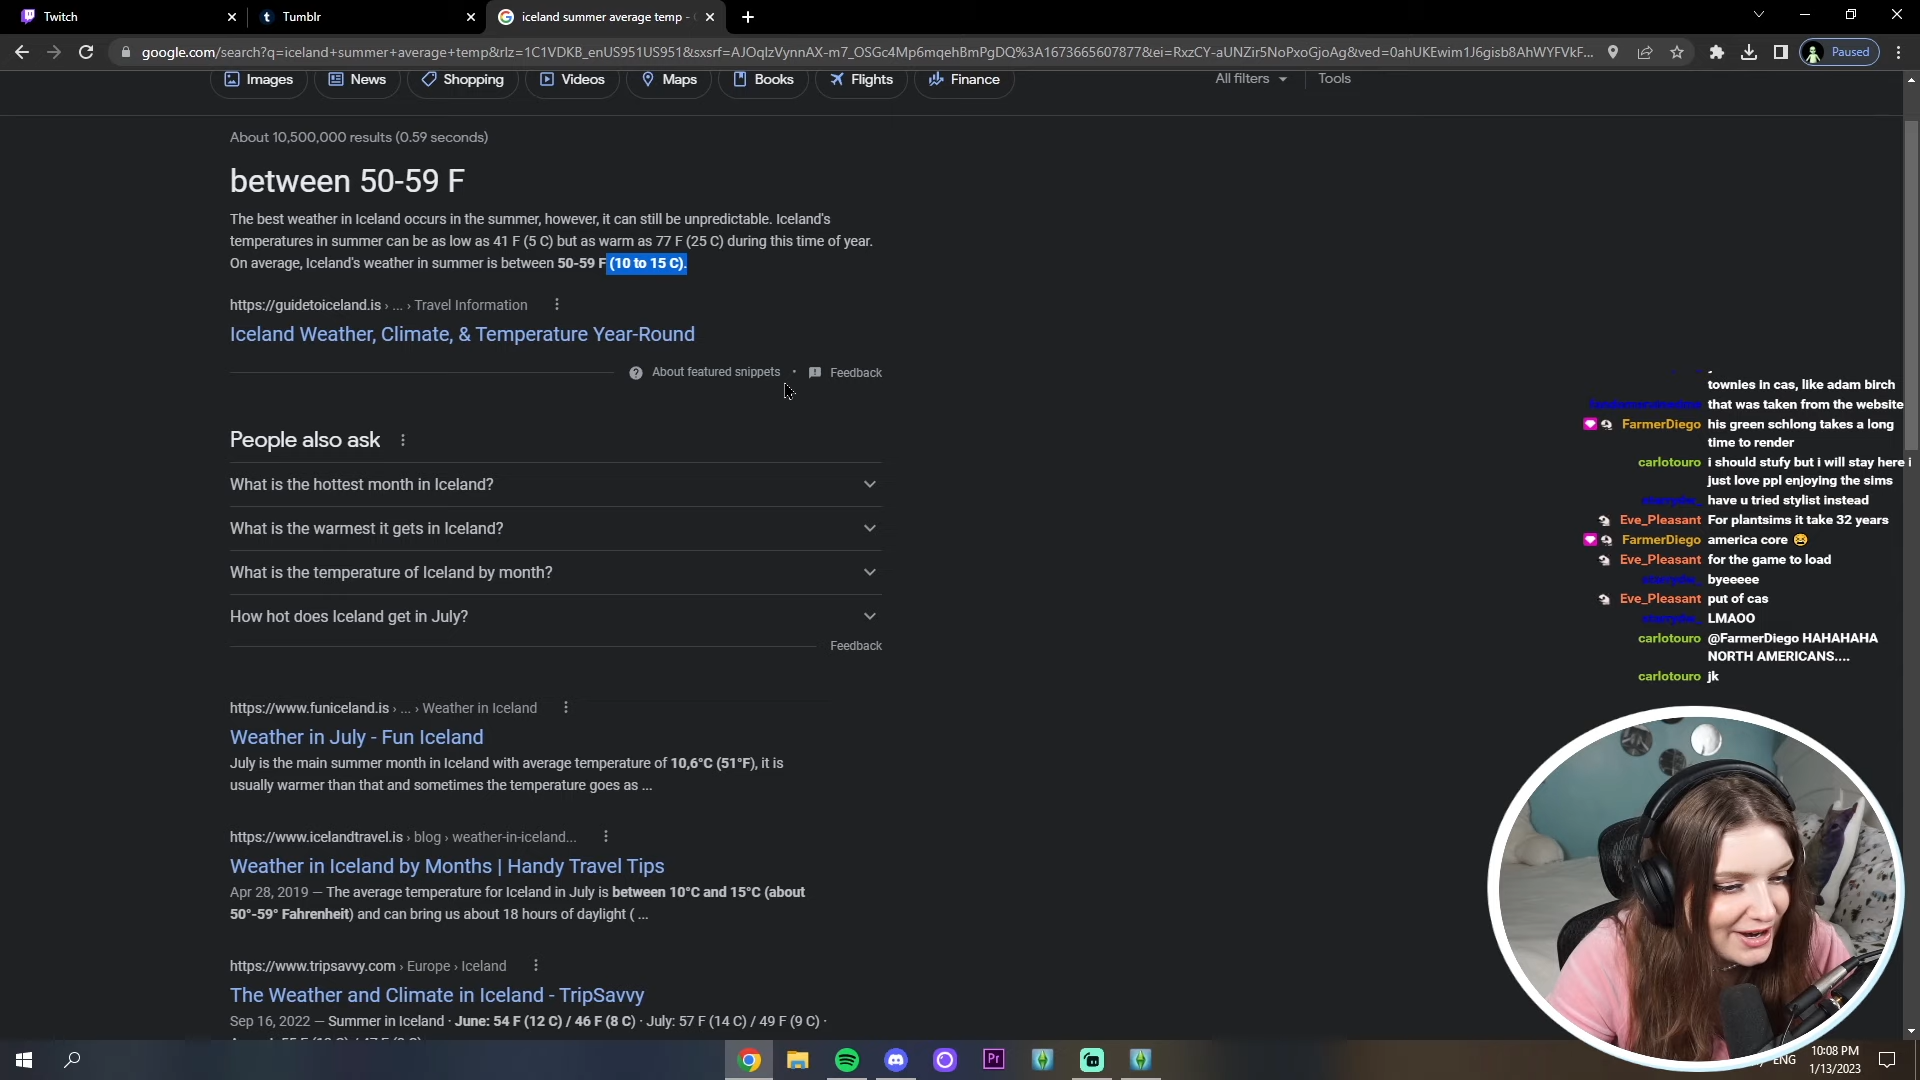 Twitch
Tumblr
iceland summer average temp -
google.com/search?q=iceland+summer+average+temp&rlz=1C1VDKB_enUS951US951&sxsrf=AJOqlzVynnAX-m7_OSGc4Mp6mqehBmPgDQ%3A1673665607877&ei=RxzCY-aUNZir5NoPxoGjoAg&ved=0ahUKEwim1J6gisb8AhWYFVkF...
Paused
Images
News
Shopping
Videos
Maps
Books
Flights
Finance
All filters
Tools
About 10,500,000 results (0.59 seconds)
between 50-59 F
The best weather in Iceland occurs in the summer, however, it can still be unpredictable. Iceland's
temperatures in summer can be as low as 41 F (5 C) but as warm as 77 F (25 C) during this time of year.
On average, Iceland's weather in summer is between 50-59 F (10 to 15 C).
https://guidetoiceland.is › ... › Travel Information
Iceland Weather, Climate, & Temperature Year-Round
About featured snippets • Feedback
People also ask
What is the hottest month in Iceland?
What is the warmest it gets in Iceland?
What is the temperature of Iceland by month?
How hot does Iceland get in July?
Feedback
https://www.funiceland.is › ... › Weather in Iceland
Weather in July - Fun Iceland
July is the main summer month in Iceland with average temperature of 10,6°C (51°F), it is
usually warmer than that and sometimes the temperature goes as ...
https://www.icelandtravel.is › blog › weather-in-iceland...
Weather in Iceland by Months | Handy Travel Tips
Apr 28, 2019 — The average temperature for Iceland in July is between 10°C and 15°C (about
50°-59° Fahrenheit) and can bring us about 18 hours of daylight ( ...
https://www.tripsavvy.com › Europe › Iceland
The Weather and Climate in Iceland - TripSavvy
Sep 16, 2022 — Summer in Iceland · June: 54 F (12 C) / 46 F (8 C) · July: 57 F (14 C) / 49 F (9 C) ·
townies in cas, like adam birch
that was taken from the website
FarmerDiego his green schlong takes a long
time to render
carlotouro i should stufy but i will stay here i
just love ppl enjoying the sims
have u tried stylist instead
Eve_Pleasant For plantsims it take 32 years
FarmerDiego america core 😆
Eve_Pleasant for the game to load
byeeeee
Eve_Pleasant put of cas
LMAOO
carlotouro @FarmerDiego HAHAHAHA
NORTH AMERICANS....
carlotouro jk
Pr
ENG
10:08 PM
1/13/2023